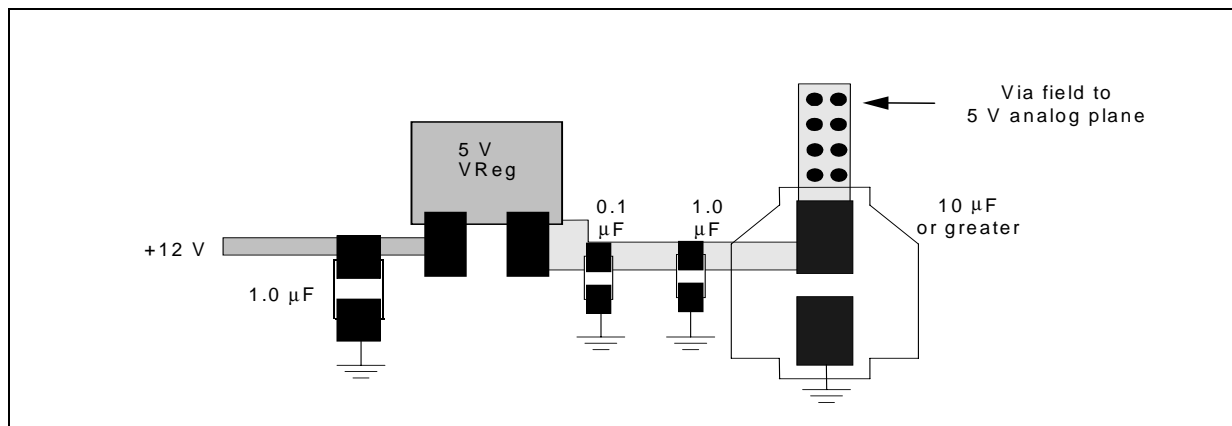 Via field to
5 V analog plane
5 V
VReg
0.1
µF
1.0
µF
10 µF
or greater
+12 V
1.0 µF